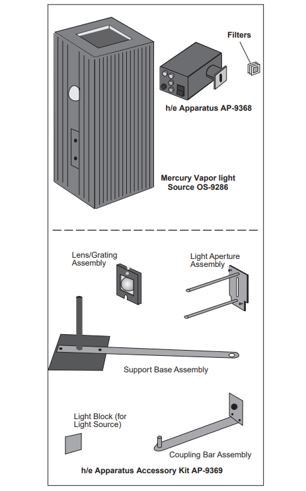 Filters
h/e Apparatus AP-9368
Mercury Vapor light
Source OS-9286
Lens/Grating
Assembly
Light Aperture
Assembly
Support Base Assembly
Light Block (for
Light Source)
Coupling Bar Assembly
h/e Apparatus Accessory Kit AP-9369